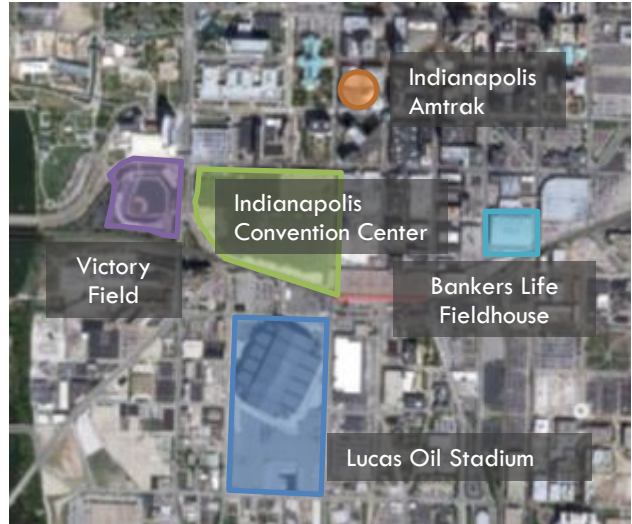 Indianapolis
Amtrak
Indianapolis
Convention Center
Victory
Field
Bankers Life
Fieldhouse
Lucas Oil Stadium